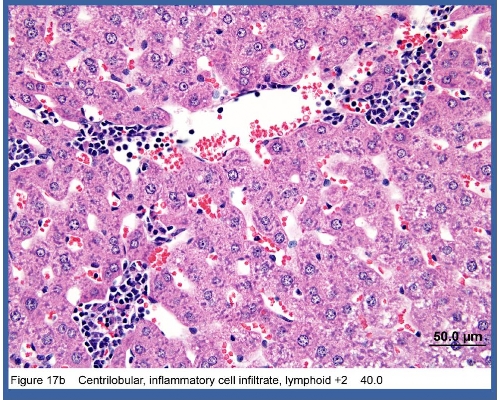 50.0 µm
Figure 17b Centrilobular, inflammatory cell infiltrate, lymphoid +2 40.0